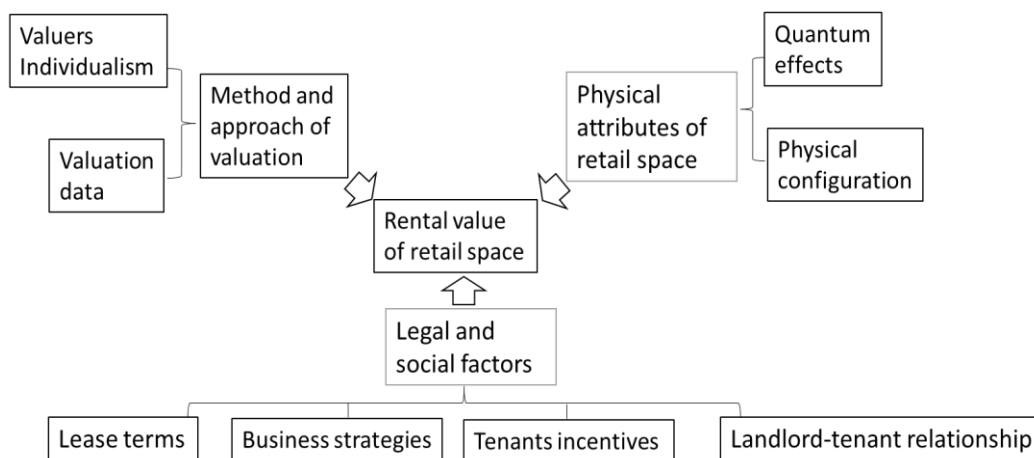 Valuers
Individualism
Valuation
data
Method and
approach of
valuation
Physical
attributes of
retail space
Quantum
effects
Physical
configuration
Rental value
of retail space
Legal and
social factors
Lease terms
Business strategies
Tenants incentives
Landlord-tenant relationship